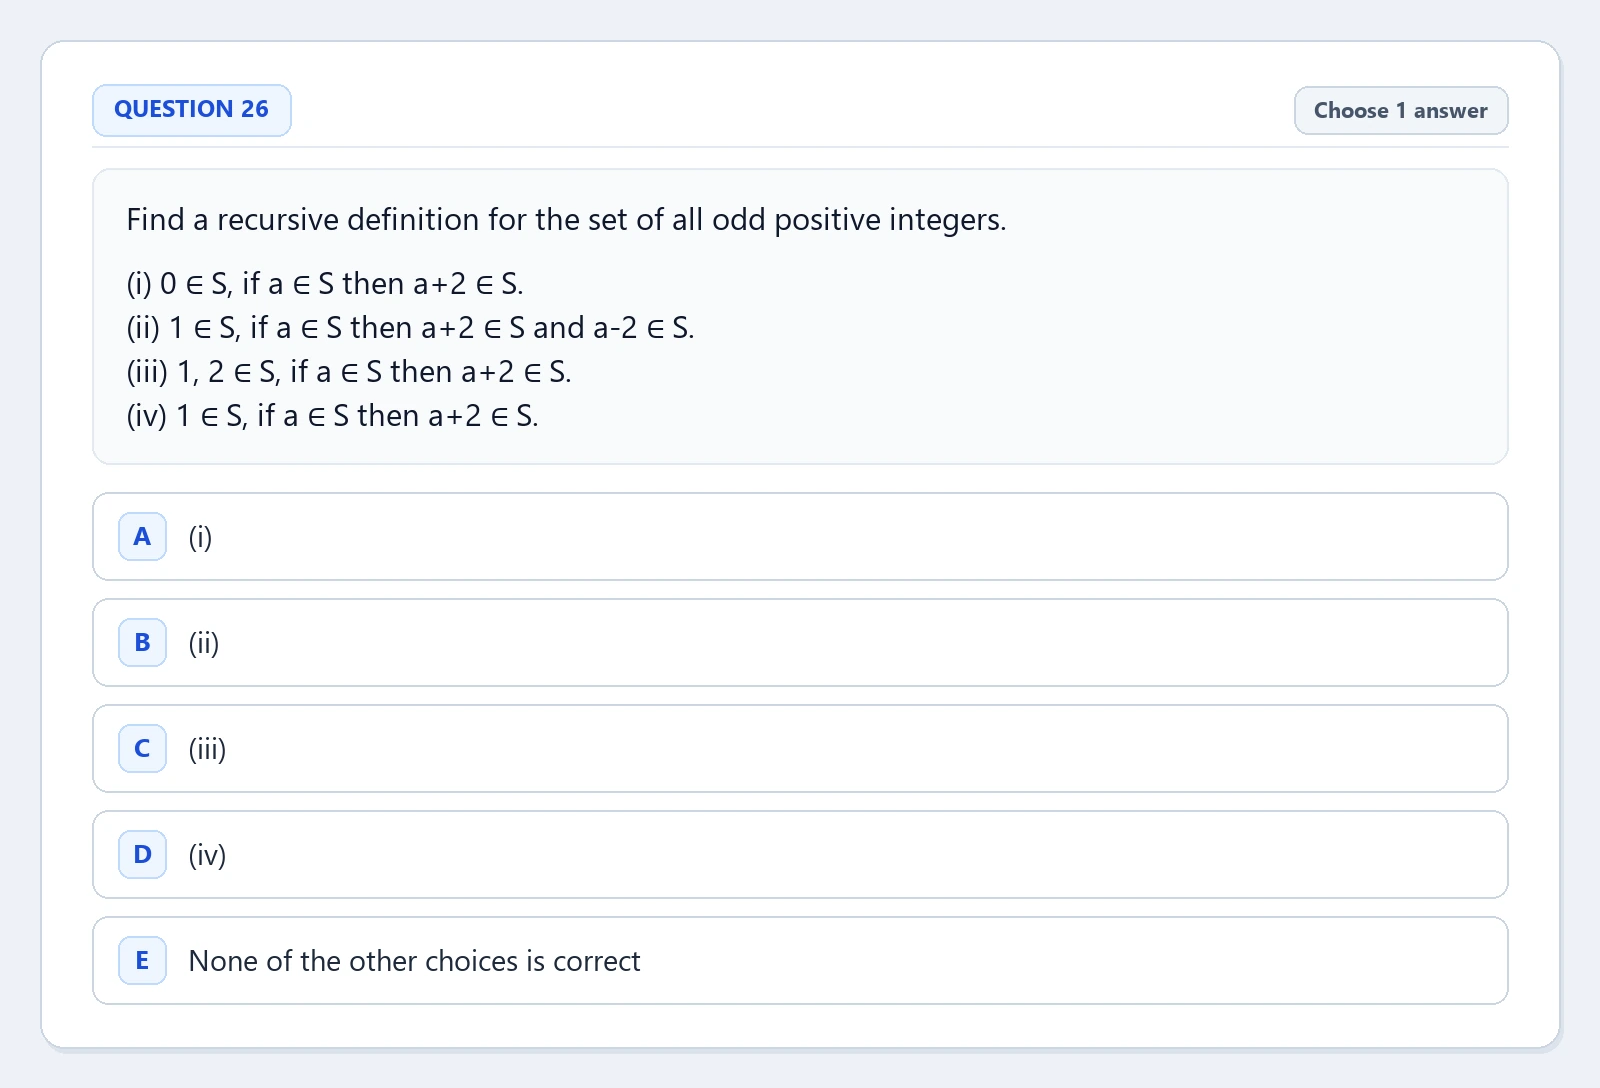 QUESTION 26
Choose 1 answer
Find a recursive definition for the set of all odd positive integers.
(i) 0 ∈ S, if a ∈ S then a+2 ∈ S.
(ii) 1 ∈ S, if a ∈ S then a+2 ∈ S and a-2 ∈ S.
(iii) 1, 2 ∈ S, if a ∈ S then a+2 ∈ S.
(iv) 1 ∈ S, if a ∈ S then a+2 ∈ S.
A (i)
B (ii)
C (iii)
D (iv)
E None of the other choices is correct